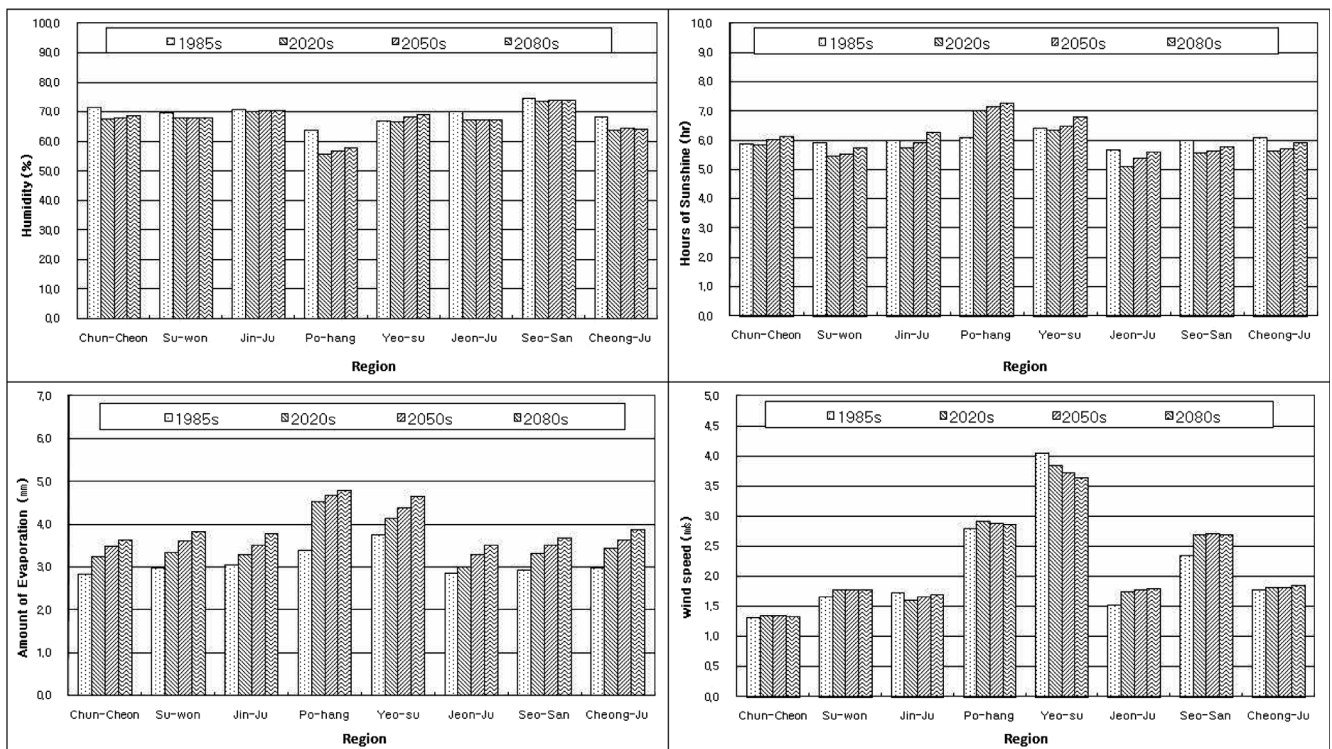 100,0
90,0
80,0
70,0
60,0
50,0
40,0
30,0
20,0
10,0
0,0
Humidity (%)
1985s 2020s 2050s 2080s
Chun-Cheon Su-won Jin-Ju Po-hang Yeo-su Jeon-Ju Seo-San Cheong-Ju
Region
10,0
9,0
8,0
7,0
6,0
5,0
4,0
3,0
2,0
1,0
0,0
Hours of Sunshine (hr)
1985s 2020s 2050s 2080s
Chun-Cheon Su-won Jin-Ju Po-hang Yeo-su Jeon-Ju Seo-San Cheong-Ju
Region
7,0
6,0
5,0
4,0
3,0
2,0
1,0
0,0
Amount of Evaporation (㎜)
1985s 2020s 2050s 2080s
Chun-Cheon Su-won Jin-Ju Po-hang Yeo-su Jeon-Ju Seo-San Cheong-Ju
Region
5,0
4,5
4,0
3,5
3,0
2,5
2,0
1,5
1,0
0,5
0,0
wind speed (㎧)
1985s 2020s 2050s 2080s
Chun-Cheon Su-won Jin-Ju Po-hang Yeo-su Jeon-Ju Seo-San Cheong-Ju
Region